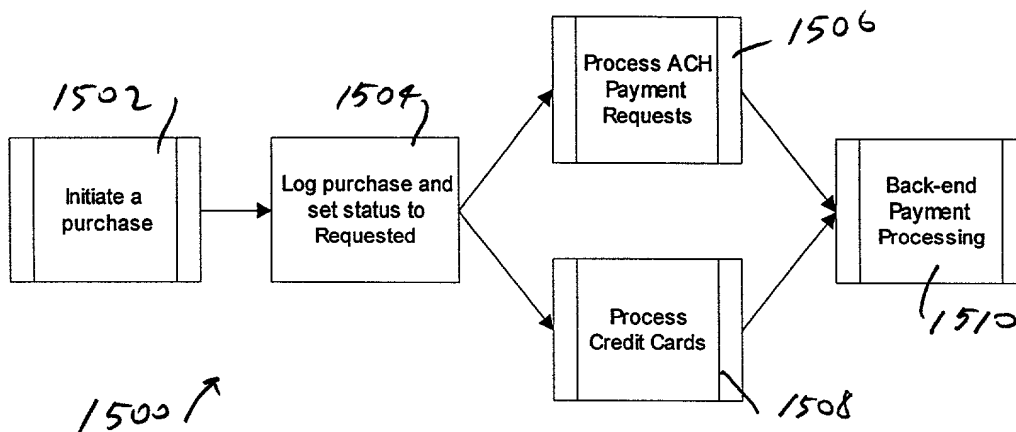 1502
Initiate a
purchase
1504
Log purchase and
set status to
Requested
1506
Process ACH
Payment
Requests
Process
Credit Cards
1508
Back-end
Payment
Processing
1510
1500